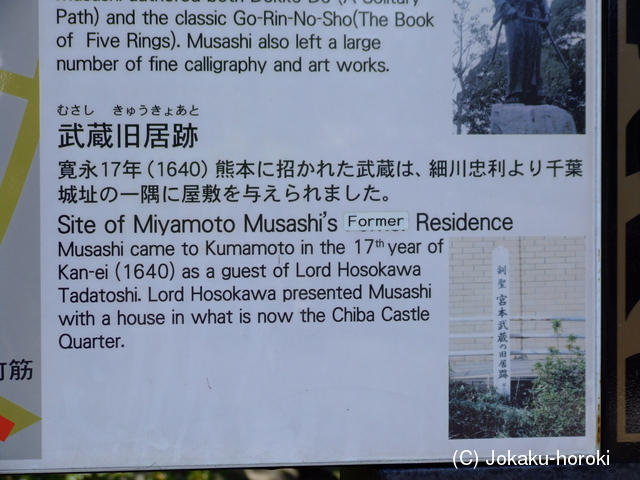 Path) and the classic Go-Rin-No-Sho(The Book
of Five Rings). Musashi also left a large
number of fine calligraphy and art works.
むさし きゅうきょあと
武蔵旧居跡
寛永17年（1640）熊本に招かれた武蔵は、細川忠利より千葉
城址の一隅に屋敷を与えられました。
Site of Miyamoto Musashi's Former Residence
Musashi came to Kumamoto in the 17th year of
Kan-ei (1640) as a guest of Lord Hosokawa
Tadatoshi. Lord Hosokawa presented Musashi
with a house in what is now the Chiba Castle
Quarter.
剣聖 宮本武蔵の旧居跡
町筋
(C) Jokaku-horoki